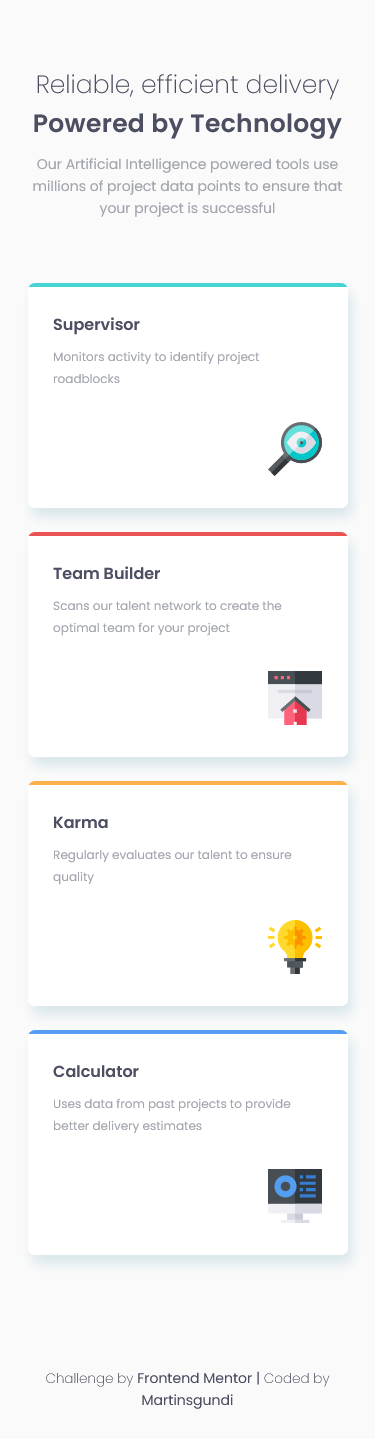 Reliable, efficient delivery
Powered by Technology
Our Artificial Intelligence powered tools use
millions of project data points to ensure that
your project is successful
Supervisor
Monitors activity to identify project
roadblocks
Team Builder
Scans our talent network to create the
optimal team for your project
Karma
Regularly evaluates our talent to ensure
quality
Calculator
Uses data from past projects to provide
better delivery estimates
Challenge by Frontend Mentor | Coded by
Martinsgundi